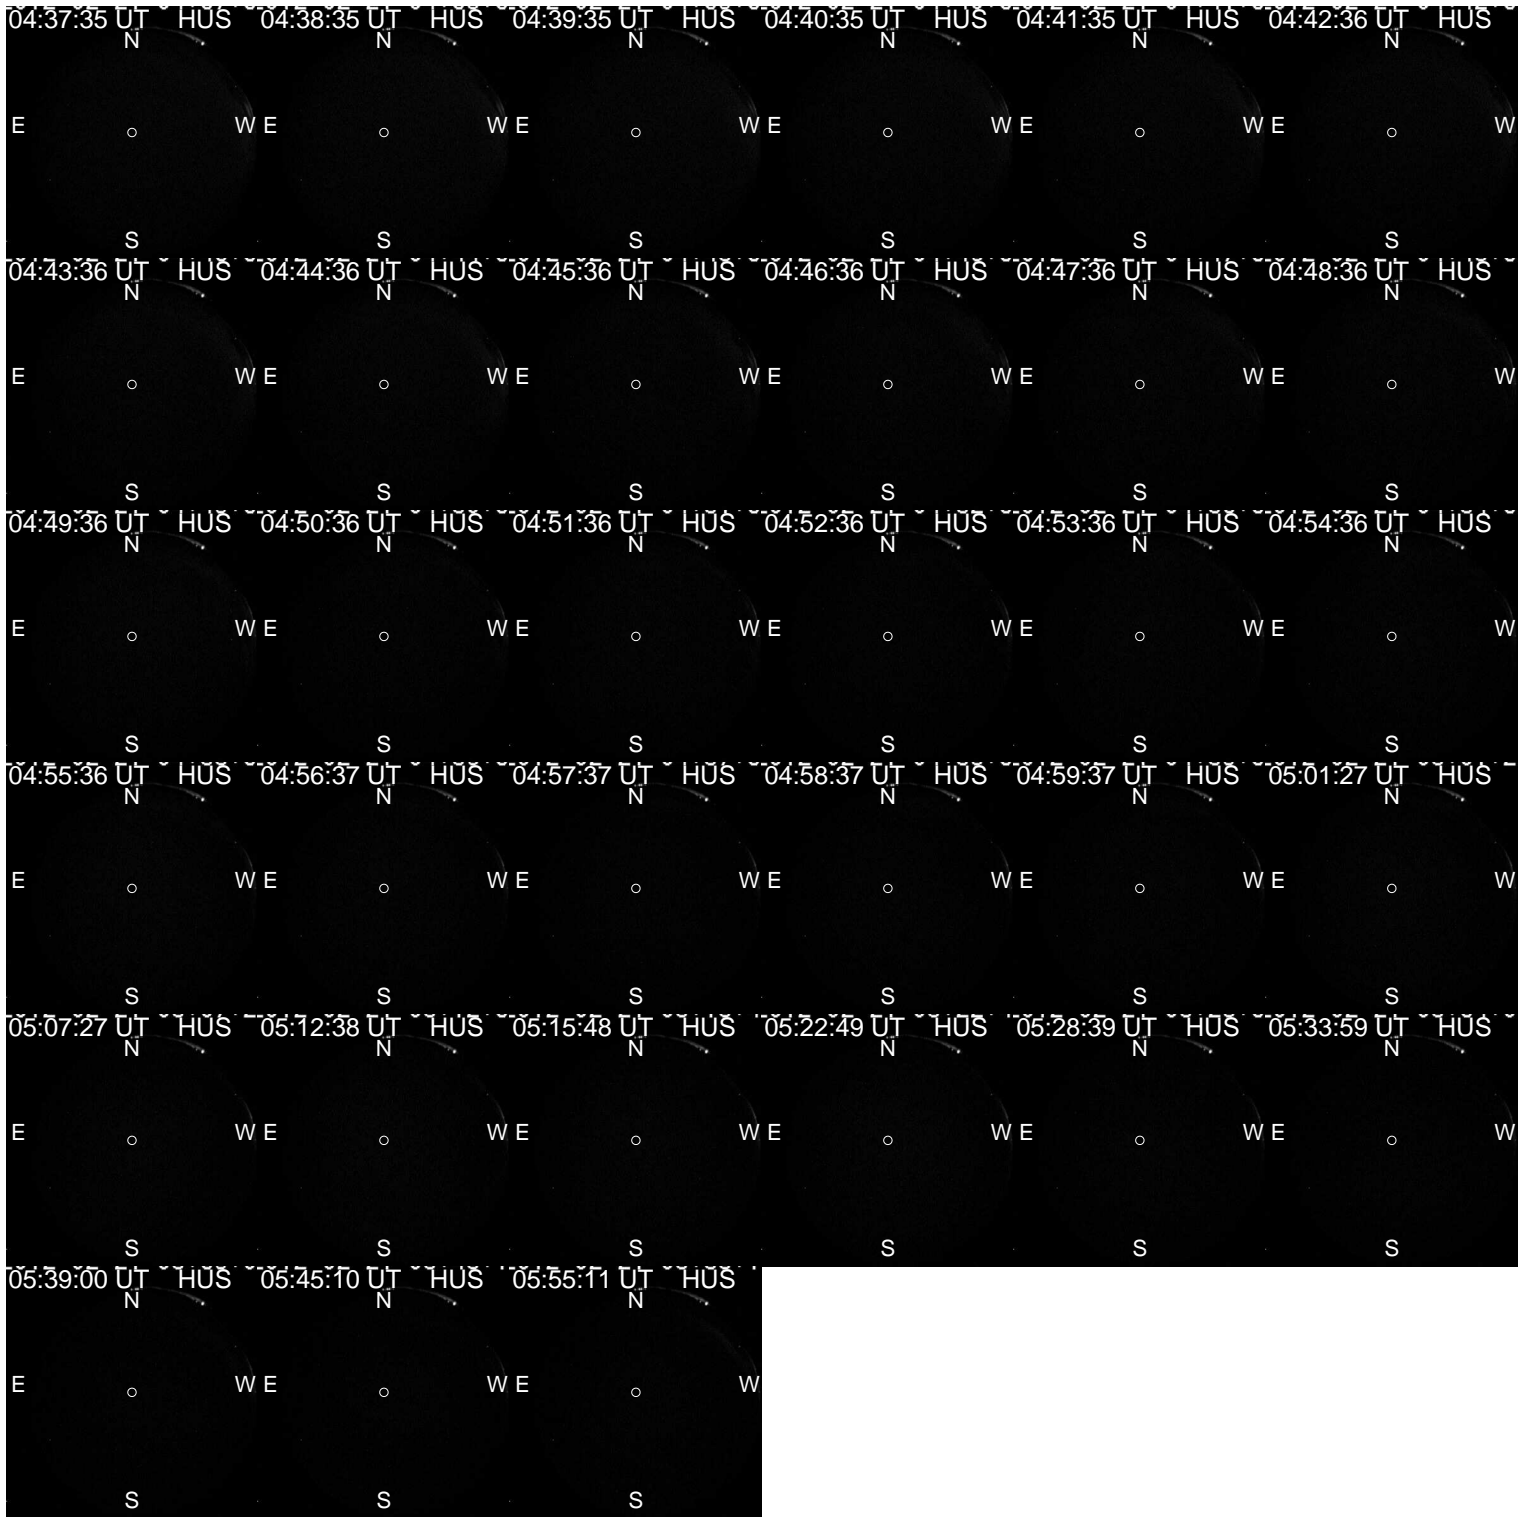 04:37:35 UT HUS 04:38:35 UT HUS 04:39:35 UT HUS 04:40:35 UT HUS 04:41:35 UT HUS 04:42:36 UT HUS
N N N N N N
E W E W E W E W E W E W
S S S S S S
04:43:36 UT HUS 04:44:36 UT HUS 04:45:36 UT HUS 04:46:36 UT HUS 04:47:36 UT HUS 04:48:36 UT HUS
N N N N N N
E W E W E W E W E W E W
S S S S S S
04:49:36 UT HUS 04:50:36 UT HUS 04:51:36 UT HUS 04:52:36 UT HUS 04:53:36 UT HUS 04:54:36 UT HUS
N N N N N N
E W E W E W E W E W E W
S S S S S S
04:55:36 UT HUS 04:56:37 UT HUS 04:57:37 UT HUS 04:58:37 UT HUS 04:59:37 UT HUS 05:01:27 UT HUS
N N N N N N
E W E W E W E W E W E W
S S S S S S
05:07:27 UT HUS 05:12:38 UT HUS 05:15:48 UT HUS 05:22:49 UT HUS 05:28:39 UT HUS 05:33:59 UT HUS
N N N N N N
E W E W E W E W E W E W
S S S S S S
05:39:00 UT HUS 05:45:10 UT HUS 05:55:11 UT HUS
N N N
E W E W E W
S S S